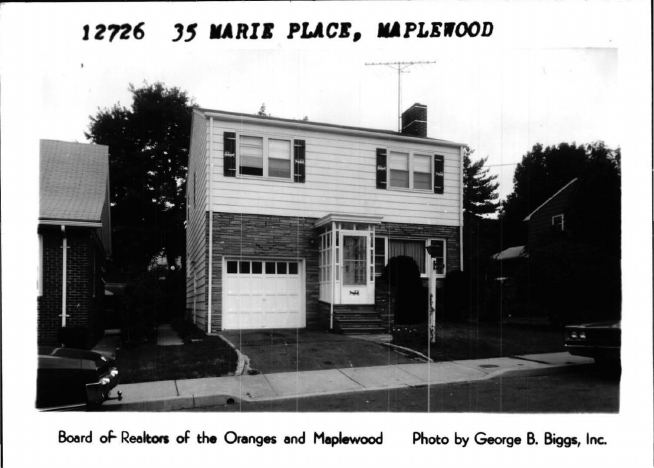 12726 35 MARIE PLACE, MAPLEWOOD
Board of Realtors of the Oranges and Maplewood Photo by George B. Biggs, Inc.